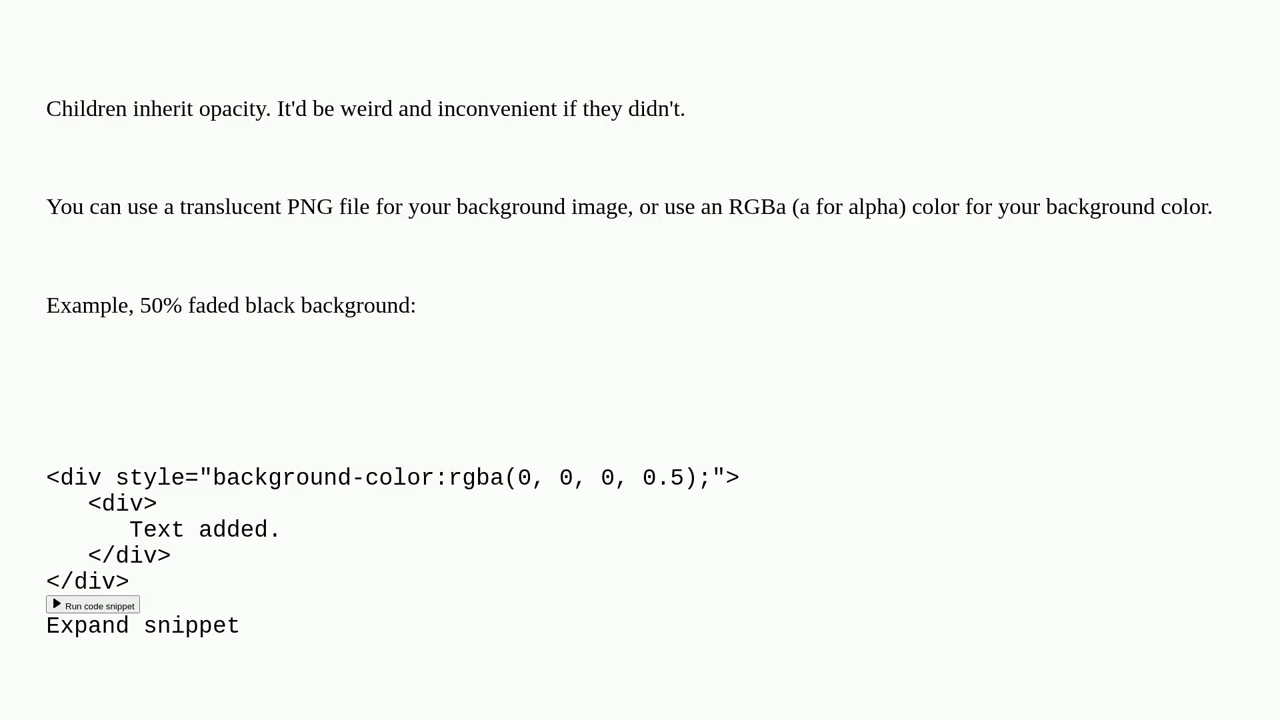 Children inherit opacity. It'd be weird and inconvenient if they didn't.
You can use a translucent PNG file for your background image, or use an RGBa (a for alpha) color for your background color.
Example, 50% faded black background:
<div style="background-color:rgba(0, 0, 0, 0.5);">
   <div>
      Text added.
   </div>
</div>
Run code snippet
Expand snippet